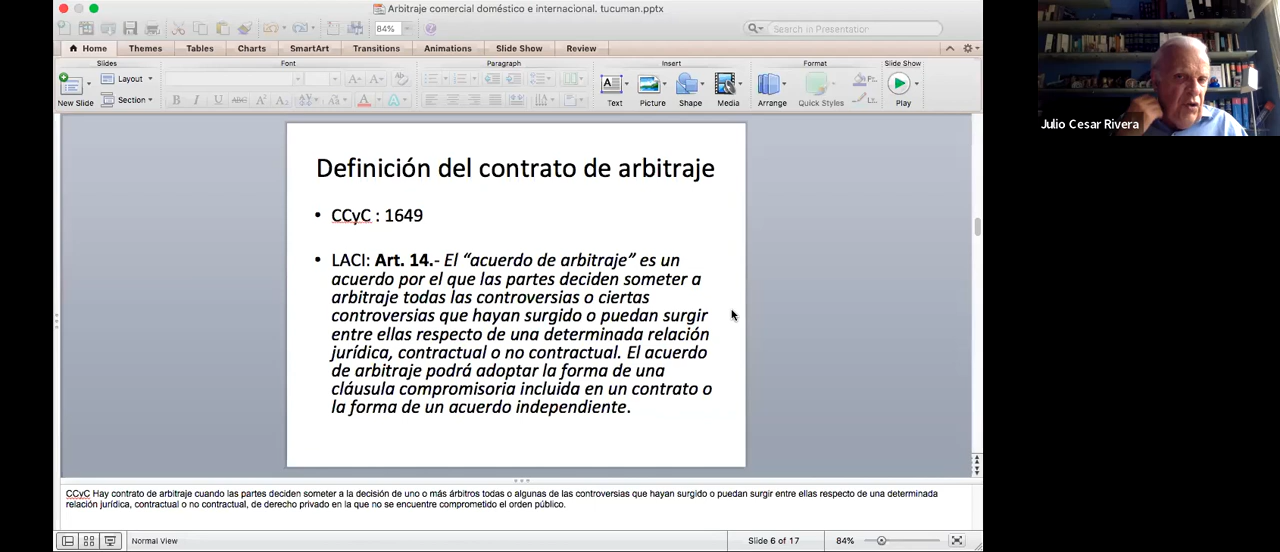 Arbitraje comercial doméstico e internacional. tucuman.pptx
84%
Search in Presentation
Home Themes Tables Charts SmartArt Transitions Animations Slide Show Review
Slides Font Paragraph Insert Format Slide Show
New Slide Layout Section Text Picture Shape Media Arrange Quick Styles Play
Julio Cesar Rivera
Definición del contrato de arbitraje
• CCyC : 1649
• LACI: Art. 14.- El “acuerdo de arbitraje” es un
acuerdo por el que las partes deciden someter a
arbitraje todas las controversias o ciertas
controversias que hayan surgido o puedan surgir
entre ellas respecto de una determinada relación
jurídica, contractual o no contractual. El acuerdo
de arbitraje podrá adoptar la forma de una
cláusula compromisoria incluida en un contrato o
la forma de un acuerdo independiente.
CCyC Hay contrato de arbitraje cuando las partes deciden someter a la decisión de uno o más árbitros todas o algunas de las controversias que hayan surgido o puedan surgir entre ellas respecto de una determinada
relación jurídica, contractual o no contractual, de derecho privado en la que no se encuentre comprometido el orden público.
Normal View Slide 6 of 17 84%